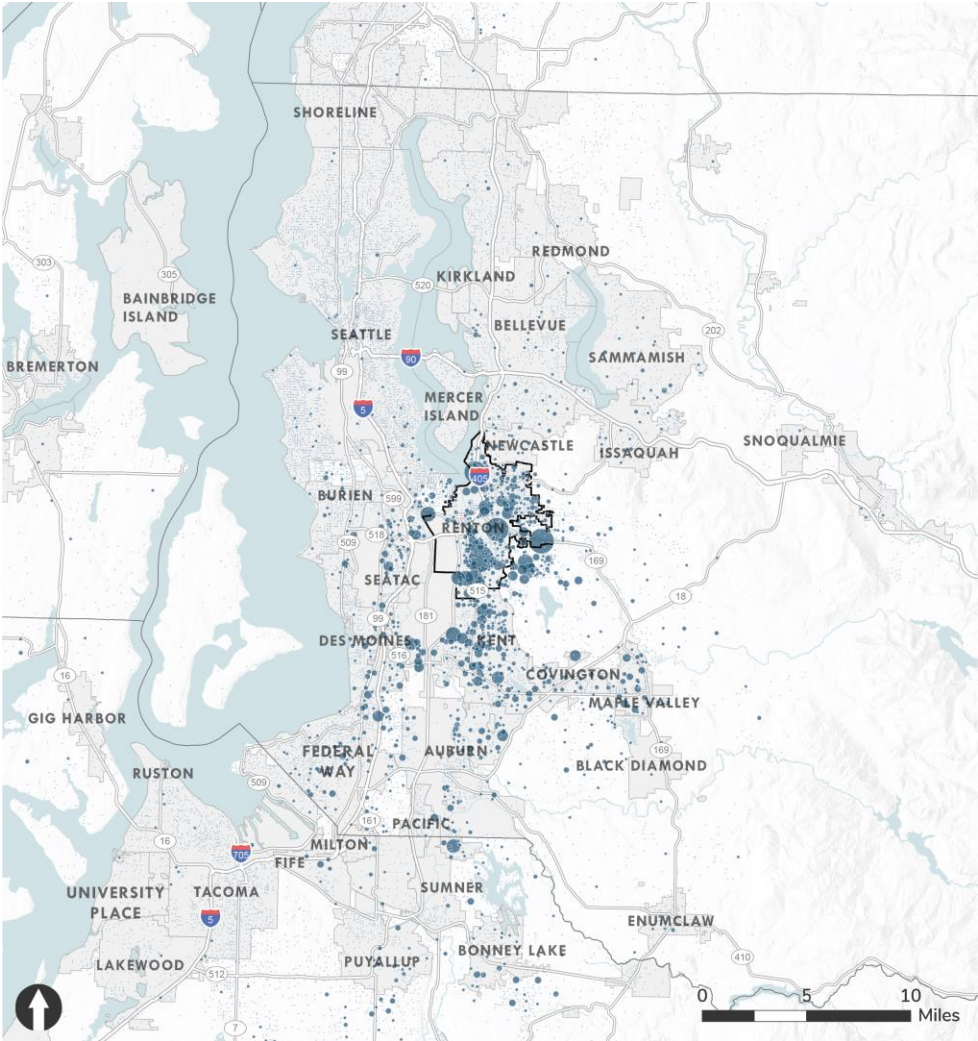 SHORELINE
REDMOND
303
KIRKLAND
305
520
BAINBRIDGE
ISLAND
BELLEVUE
202
SEATTLE
90
SAMMAMISH
BREMERTON
99
MERCER
ISLAND
5
NEWCASTLE
SNOQUALMIE
ISSAQUAH
405
BURIEN
599
RENTON
518
509
169
SEATAC
515
18
99
181
DES MOINES
KENT
516
16
COVINGTON
MAPLE VALLEY
GIG HARBOR
FEDERAL
WAY
AUBURN
169
BLACK DIAMOND
RUSTON
509
161
PACIFIC
16
MILTON
705
FIFE
UNIVERSITY
PLACE
TACOMA
SUMNER
5
ENUMCLAW
BONNEY LAKE
410
LAKEWOOD
512
PUYALLUP
7
0 5 10
Miles